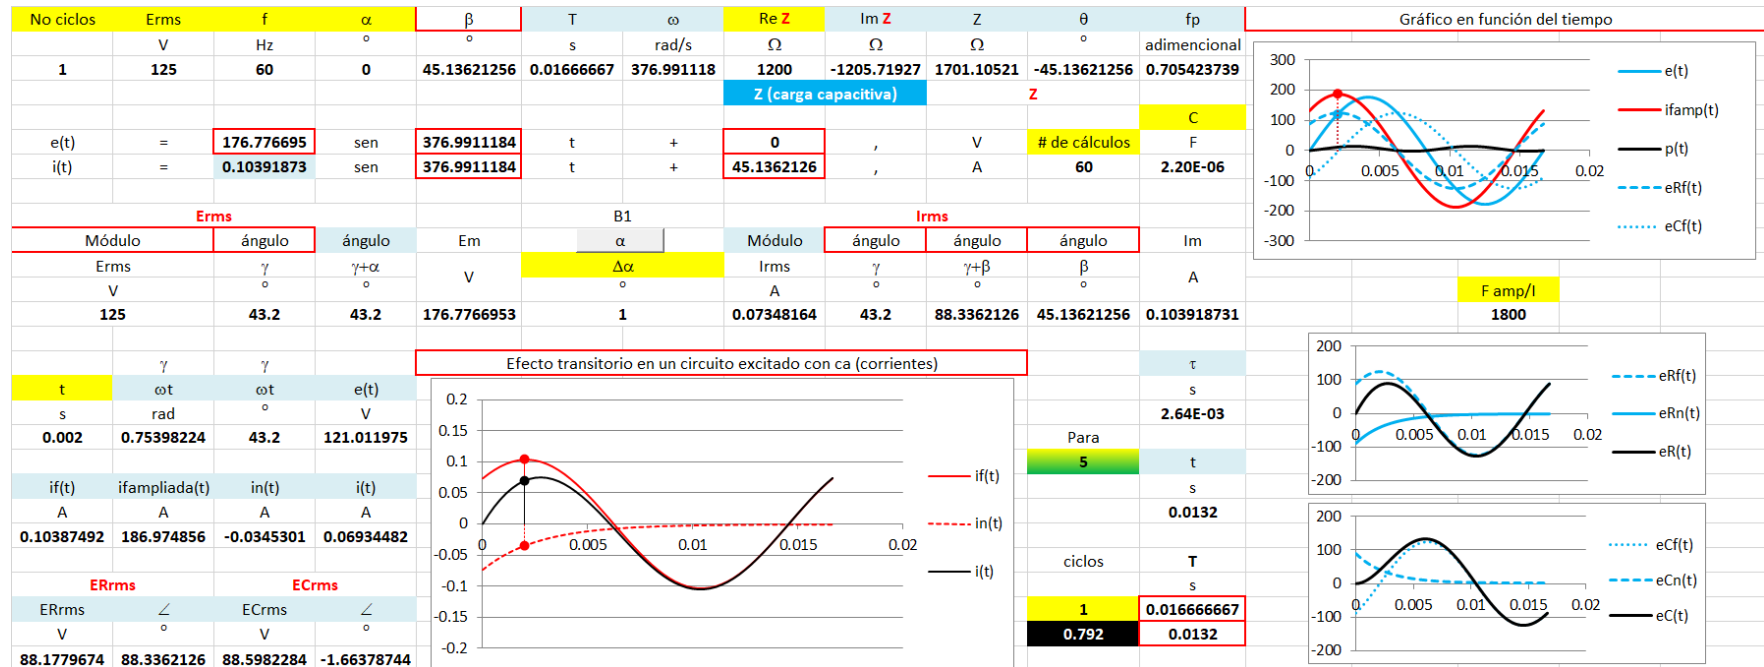 No ciclos Erms f α β T ω Re Z Im Z Z θ fp Gráfico en función del tiempo
V Hz ° ° s rad/s Ω Ω Ω ° adimencional
1 125 60 0 45.13621256 0.01666667 376.991118 1200 -1205.71927 1701.10521 -45.13621256 0.705423739
Z (carga capacitiva) Z
C
e(t) = 176.776695 sen 376.9911184 t + 0 , V # de cálculos F
i(t) = 0.10391873 sen 376.9911184 t + 45.1362126 , A 60 2.20E-06
300
200
100
0
-100
-200
-300
0 0.005 0.01 0.015 0.02
e(t)
ifamp(t)
p(t)
eRf(t)
eCf(t)
Erms B1 Irms
Módulo ángulo ángulo Em α Módulo ángulo ángulo ángulo Im
Erms γ γ+α V Δα Irms γ γ+β β A
V ° ° ° A ° ° ° F amp/I
125 43.2 43.2 176.7766953 1 0.07348164 43.2 88.3362126 45.13621256 0.103918731 1800
γ γ Efecto transitorio en un circuito excitado con ca (corrientes) τ
t ωt ωt e(t) s
s rad ° V 2.64E-03
0.002 0.75398224 43.2 121.011975 Para
5 t
if(t) ifampliada(t) in(t) i(t) s
A A A A 0.0132
0.10387492 186.974856 -0.0345301 0.06934482
ciclos T
ERrms ECrms s
ERrms ∠ ECrms ∠ 1 0.016666667
V ° V ° 0.792 0.0132
88.1779674 88.3362126 88.5982284 -1.66378744
0.2
0.15
0.1
0.05
0
-0.05
-0.1
-0.15
-0.2
0 0.005 0.01 0.015 0.02
if(t)
in(t)
i(t)
200
100
0
-100
-200
0 0.005 0.01 0.015 0.02
eRf(t)
eRn(t)
eR(t)
200
100
0
-100
-200
0 0.005 0.01 0.015 0.02
eCf(t)
eCn(t)
eC(t)